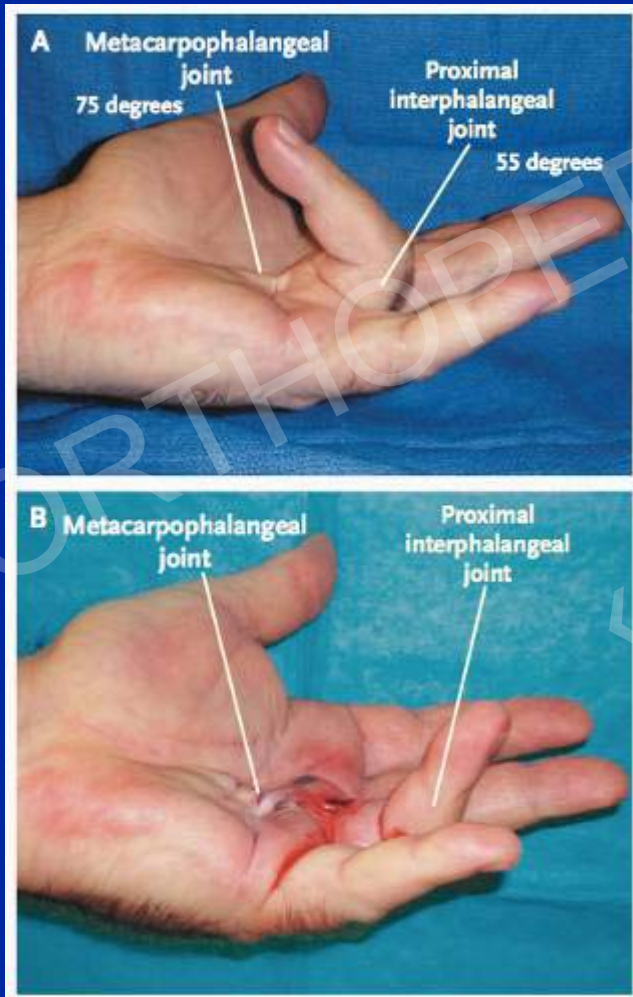 A
Metacarpophalangeal
joint
75 degrees
Proximal
interphalangeal
joint
55 degrees
B
Metacarpophalangeal
joint
Proximal
interphalangeal
joint